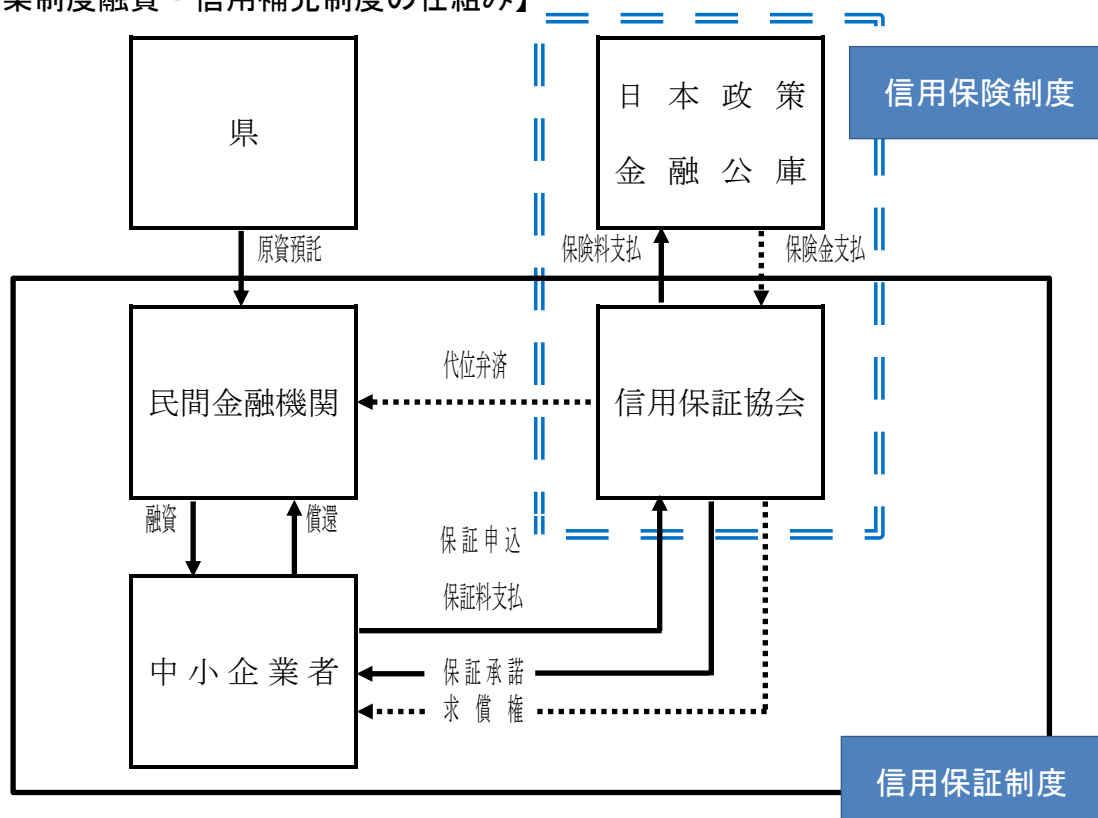 業制度融資・信用補完制度の仕組み】
県
日本政策
金融公庫
信用保険制度
原資預託
保険料支払
保険金支払
民間金融機関
代位弁済
信用保証協会
融資
償還
保証申込
保証料支払
中小企業者
保証承諾
求償権
信用保証制度